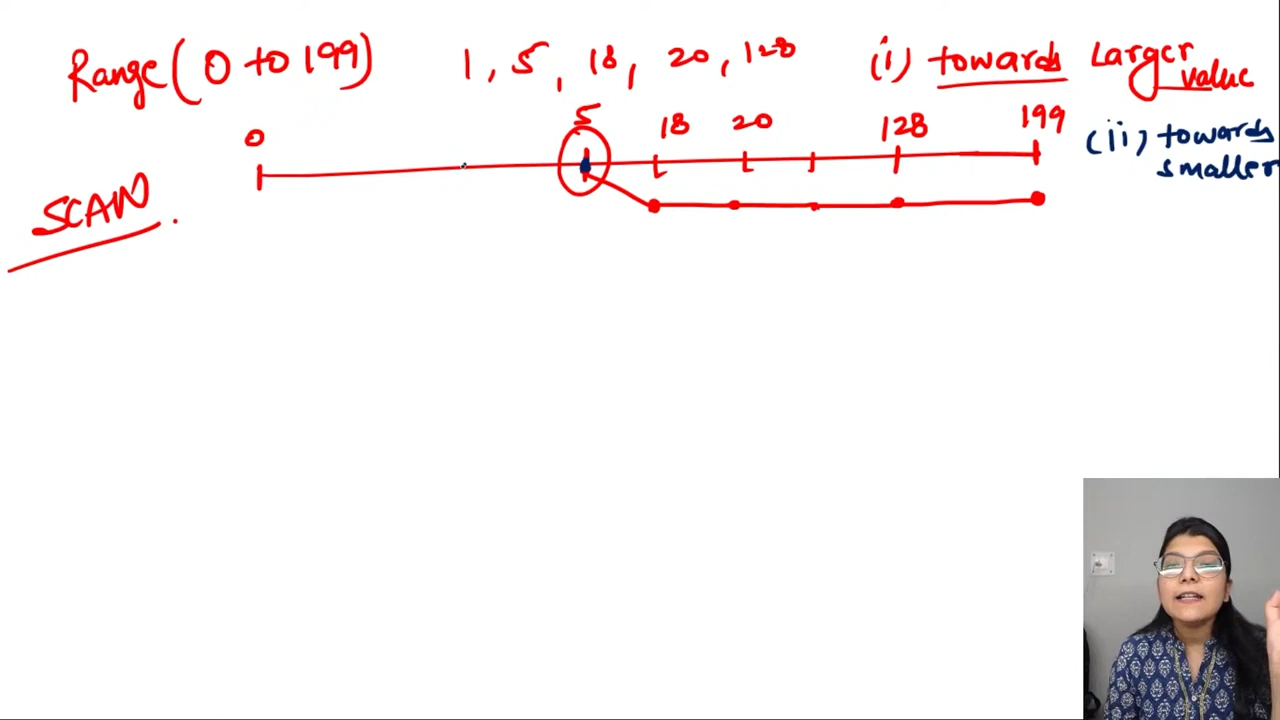 Range ( 0 to 199) 1, 5, 18, 20, 128 (i) towards Larger value
0 5 18 20 128 199 (ii) towards smaller
SCAN.